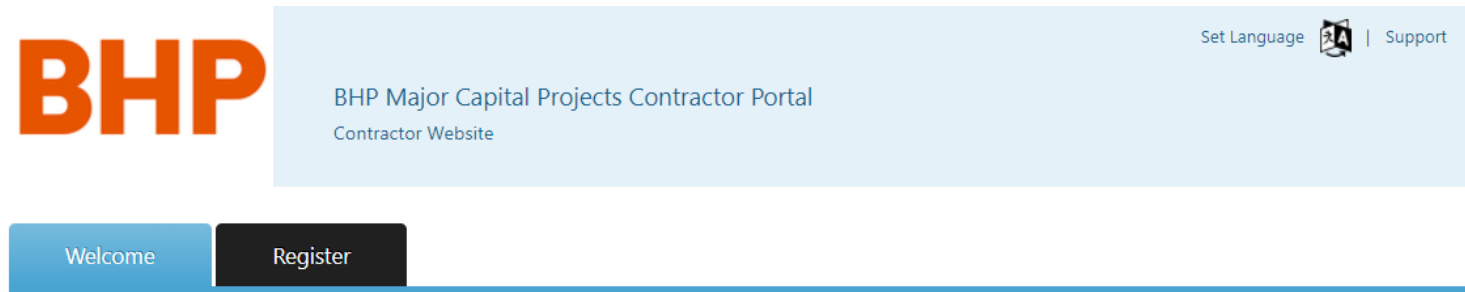 BHP
Set Language | Support
BHP Major Capital Projects Contractor Portal
Contractor Website
Welcome
Register